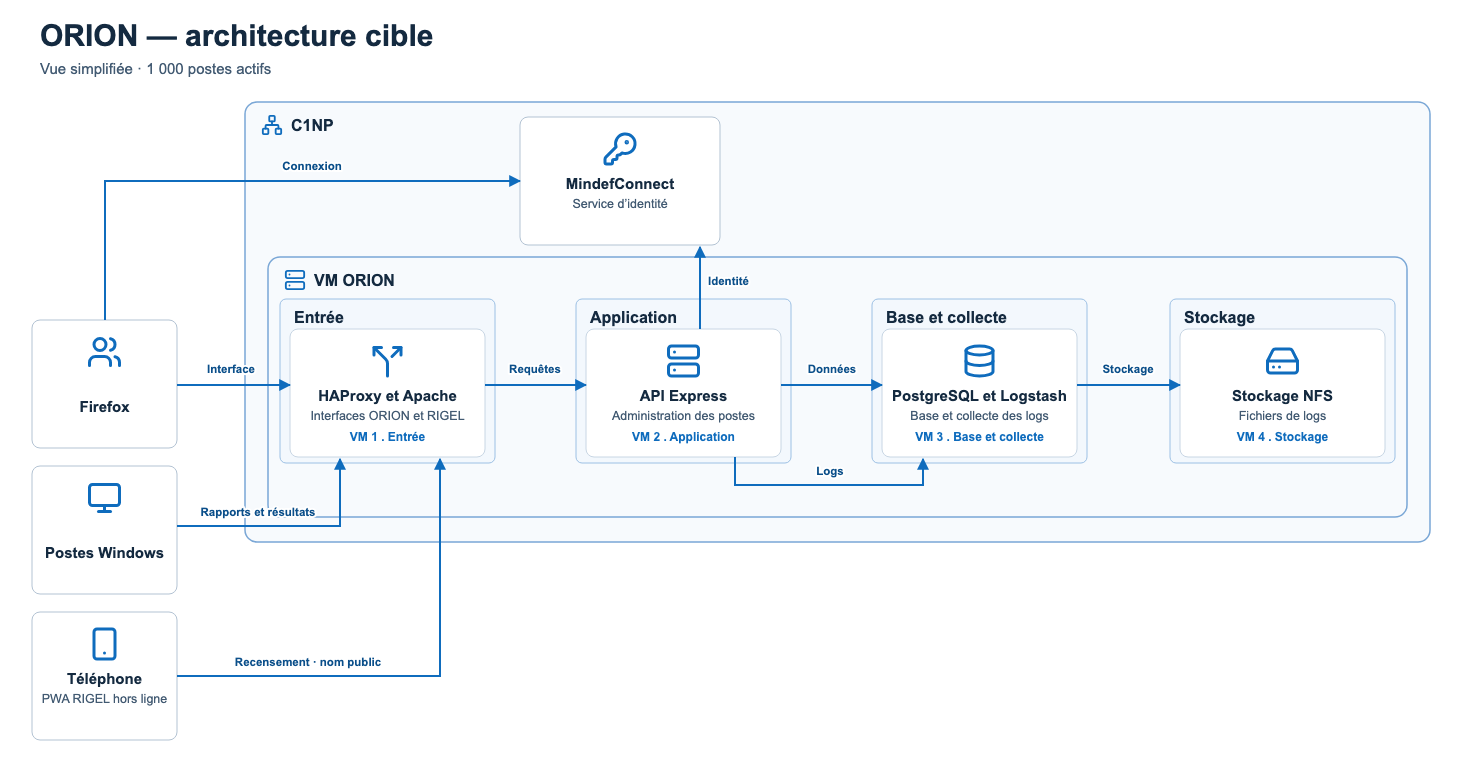 ORION — architecture cible
Vue simplifiée · 1 000 postes actifs
C1NP
Connexion
MindefConnect
Service d’identité
VM ORION
Identité
Entrée
Application
Base et collecte
Stockage
Firefox
Interface
HAProxy et Apache
Interfaces ORION et RIGEL
VM 1 . Entrée
Requêtes
API Express
Administration des postes
VM 2 . Application
Données
PostgreSQL et Logstash
Base et collecte des logs
VM 3 . Base et collecte
Stockage
Stockage NFS
Fichiers de logs
VM 4 . Stockage
Logs
Rapports et résultats
Postes Windows
Recensement · nom public
Téléphone
PWA RIGEL hors ligne